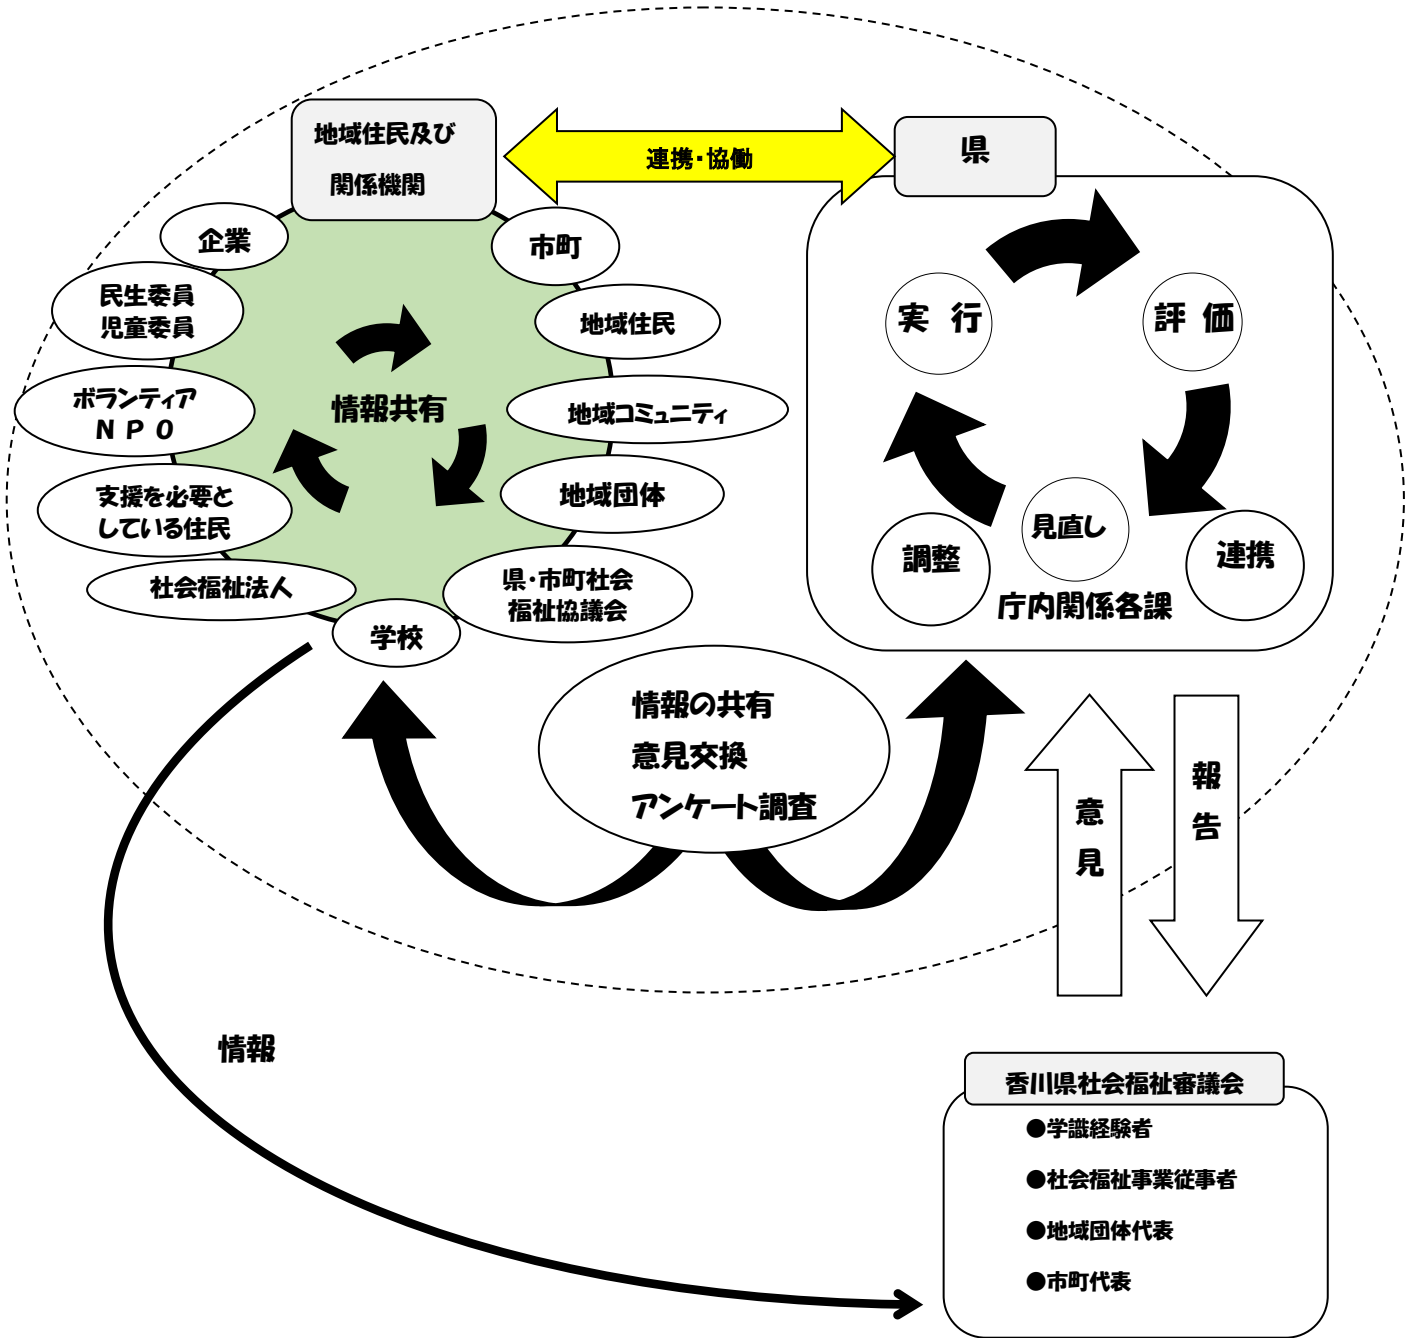 地域住民及び
関係機関
連携・協働
県
企業
市町
民生委員
児童委員
地域住民
ボランティア
ＮＰＯ
情報共有
地域コミュニティ
支援を必要と
している住民
地域団体
社会福祉法人
県・市町社会
福祉協議会
学校
実 行
評 価
見直し
調整
連携
庁内関係各課
情報の共有
意見交換
アンケート調査
意見
報告
情報
香川県社会福祉審議会
●学識経験者
●社会福祉事業従事者
●地域団体代表
●市町代表